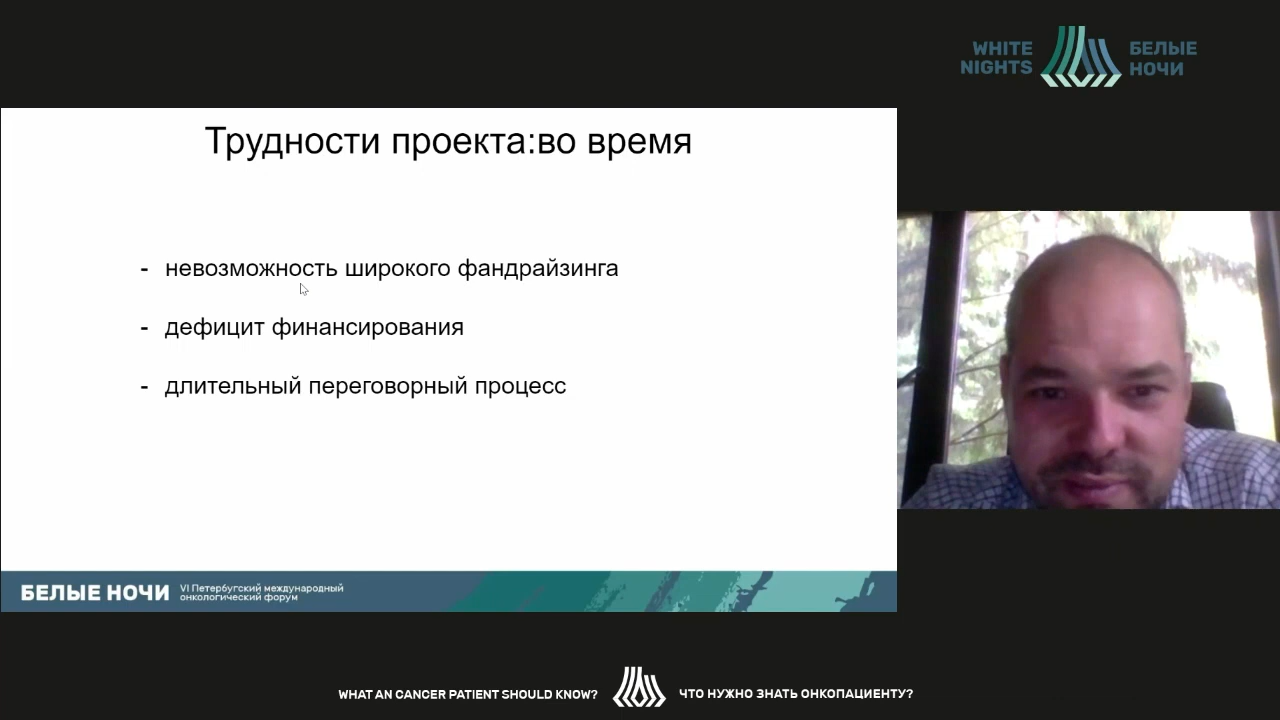 WHITE
NIGHTS
БЕЛЫЕ
НОЧИ
Трудности проекта:во время
- невозможность широкого фандрайзинга
- дефицит финансирования
- длительный переговорный процесс
БЕЛЫЕ НОЧИ
VI Петербугский международный
онкологический форум
WHAT AN CANCER PATIENT SHOULD KNOW?
ЧТО НУЖНО ЗНАТЬ ОНКОПАЦИЕНТУ?